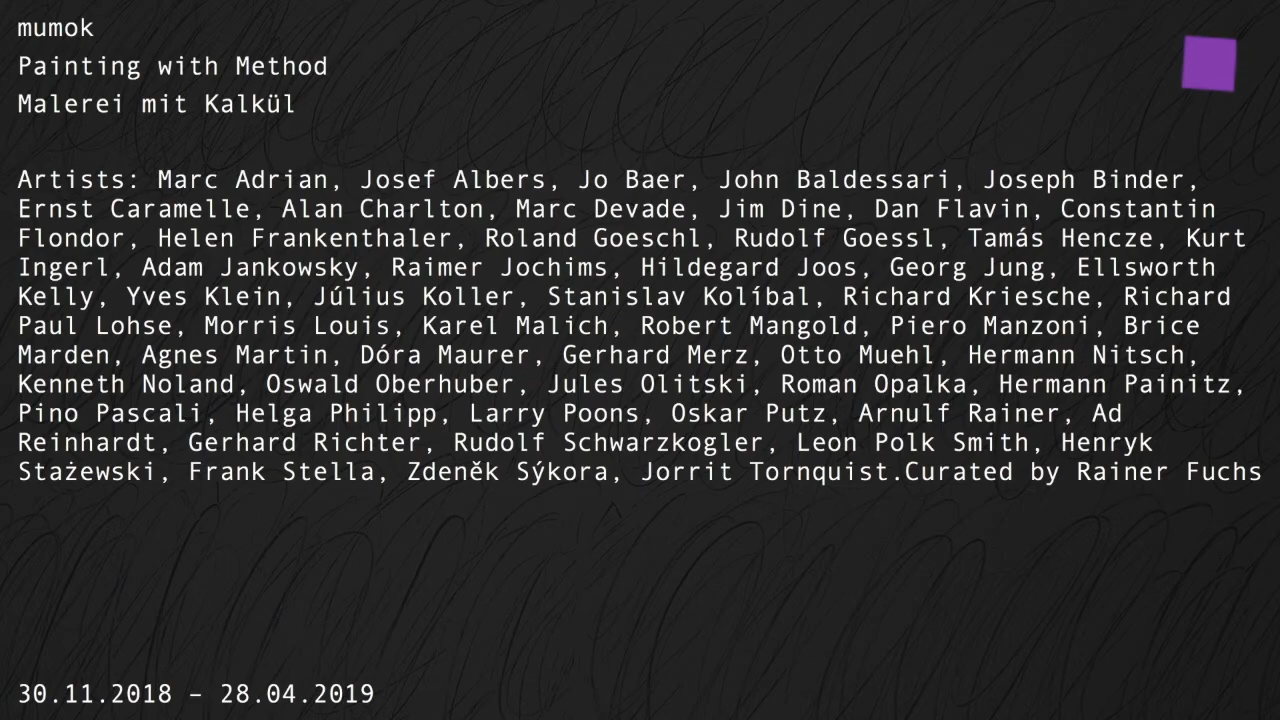 mumok
Painting with Method
Malerei mit Kalkül
Artists: Marc Adrian, Josef Albers, Jo Baer, John Baldessari, Joseph Binder,
Ernst Caramelle, Alan Charlton, Marc Devade, Jim Dine, Dan Flavin, Constantin
Flondor, Helen Frankenthaler, Roland Goeschl, Rudolf Goessl, Tamás Hencze, Kurt
Ingerl, Adam Jankowsky, Raimer Jochims, Hildegard Joos, Georg Jung, Ellsworth
Kelly, Yves Klein, Július Koller, Stanislav Kolíbal, Richard Kriesche, Richard
Paul Lohse, Morris Louis, Karel Malich, Robert Mangold, Piero Manzoni, Brice
Marden, Agnes Martin, Dóra Maurer, Gerhard Merz, Otto Muehl, Hermann Nitsch,
Kenneth Noland, Oswald Oberhuber, Jules Olitski, Roman Opalka, Hermann Painitz,
Pino Pascali, Helga Philipp, Larry Poons, Oskar Putz, Arnulf Rainer, Ad
Reinhardt, Gerhard Richter, Rudolf Schwarzkogler, Leon Polk Smith, Henryk
Stażewski, Frank Stella, Zdeněk Sýkora, Jorrit Tornquist.Curated by Rainer Fuchs
30.11.2018 – 28.04.2019